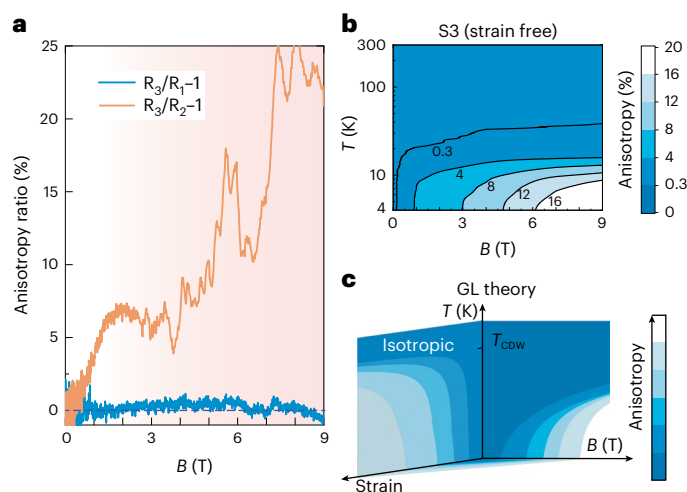 a
25
20
15
10
5
0
0
3
6
9
R₃/R₁–1
R₃/R₂–1
Anisotropy ratio (%)
B (T)
b
S3 (strain free)
300
100
10
4
T (K)
0.3
4
8
12
16
0
3
6
9
B (T)
20
16
12
8
4
0.3
0
Anisotropy (%)
c
GL theory
T (K)
Isotropic
T_CDW
B (T)
Strain
Anisotropy